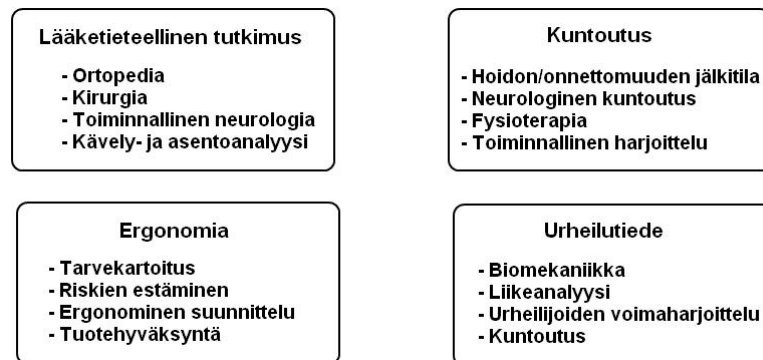 Lääketieteellinen tutkimus
- Ortopedia
- Kirurgia
- Toiminnallinen neurologia
- Kävely- ja asentoanalyysi
Kuntoutus
- Hoidon/onnettomuuden jälkitila
- Neurologinen kuntoutus
- Fysioterapia
- Toiminnallinen harjoittelu
Ergonomia
- Tarvekartoitus
- Riskien estäminen
- Ergonominen suunnittelu
- Tuotehyväksyntä
Urheilutiede
- Biomekaniikka
- Liikeanalyysi
- Urheilijoiden voimaharjoittelu
- Kuntoutus